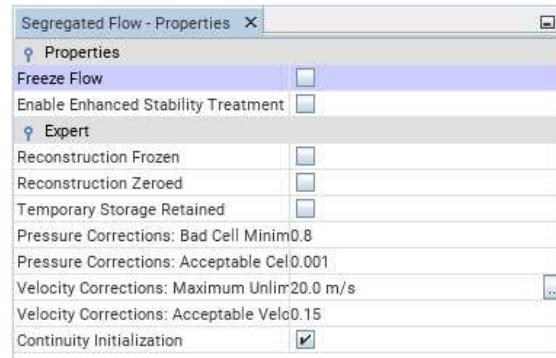 Segregated Flow - Properties
Properties
Freeze Flow
Enable Enhanced Stability Treatment
Expert
Reconstruction Frozen
Reconstruction Zeroed
Temporary Storage Retained
Pressure Corrections: Bad Cell Minim 0.8
Pressure Corrections: Acceptable Cel 0.001
Velocity Corrections: Maximum Unlim 20.0 m/s ...
Velocity Corrections: Acceptable Velo 0.15
Continuity Initialization